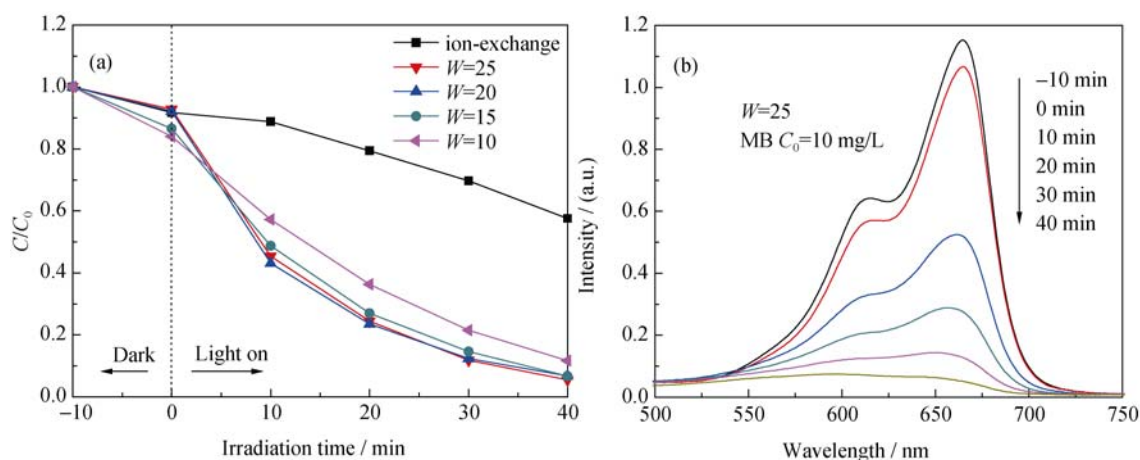 (a)
ion-exchange
W=25
W=20
W=15
W=10
Dark
Light on
C/C₀
1.2
1.0
0.8
0.6
0.4
0.2
0.0
−10
0
10
20
30
40
Irradiation time / min
(b)
W=25
MB C₀=10 mg/L
−10 min
0 min
10 min
20 min
30 min
40 min
Intensity / (a.u.)
1.2
1.0
0.8
0.6
0.4
0.2
0.0
500
550
600
650
700
750
Wavelength / nm